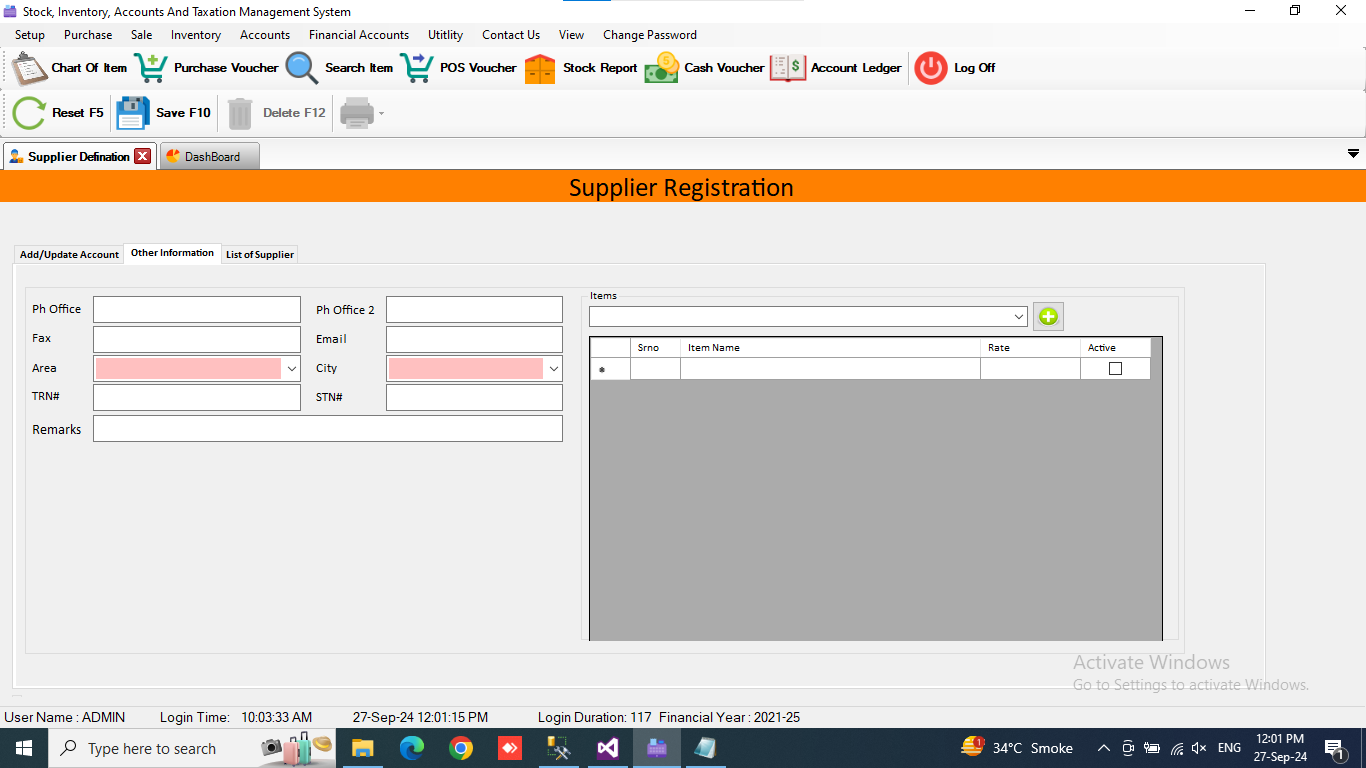 Stock, Inventory, Accounts And Taxation Management System
Setup Purchase Sale Inventory Accounts Financial Accounts Uitility Contact Us View Change Password
Chart Of Item Purchase Voucher Search Item POS Voucher Stock Report Cash Voucher Account Ledger Log Off
Reset F5 Save F10 Delete F12
Supplier Defination DashBoard
Supplier Registration
Add/Update Account Other Information List of Supplier
Items
Ph Office Ph Office 2
Fax Email
Srno Item Name Rate Active
Area City
TRN# STN#
Remarks
Activate Windows
Go to Settings to activate Windows.
User Name : ADMIN Login Time: 10:03:33 AM 27-Sep-24 12:01:15 PM Login Duration: 117 Financial Year : 2021-25
Type here to search 34°C Smoke ENG 12:01 PM
27-Sep-24
1
1